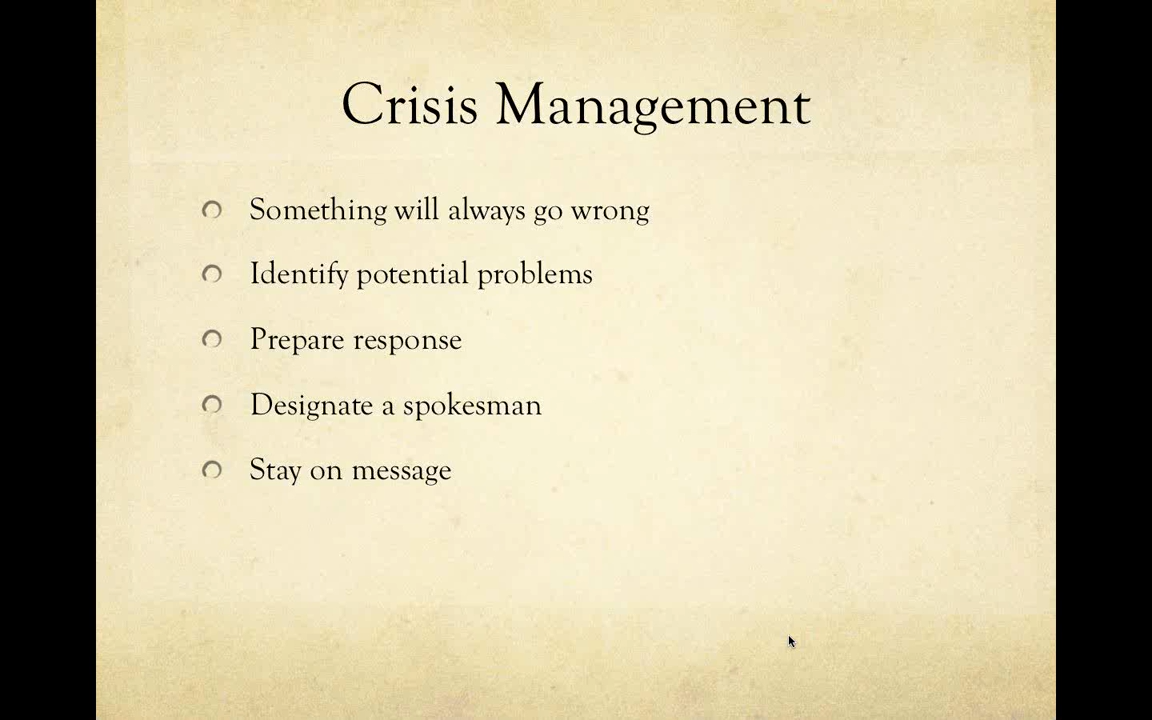 Crisis Management
Something will always go wrong
Identify potential problems
Prepare response
Designate a spokesman
Stay on message